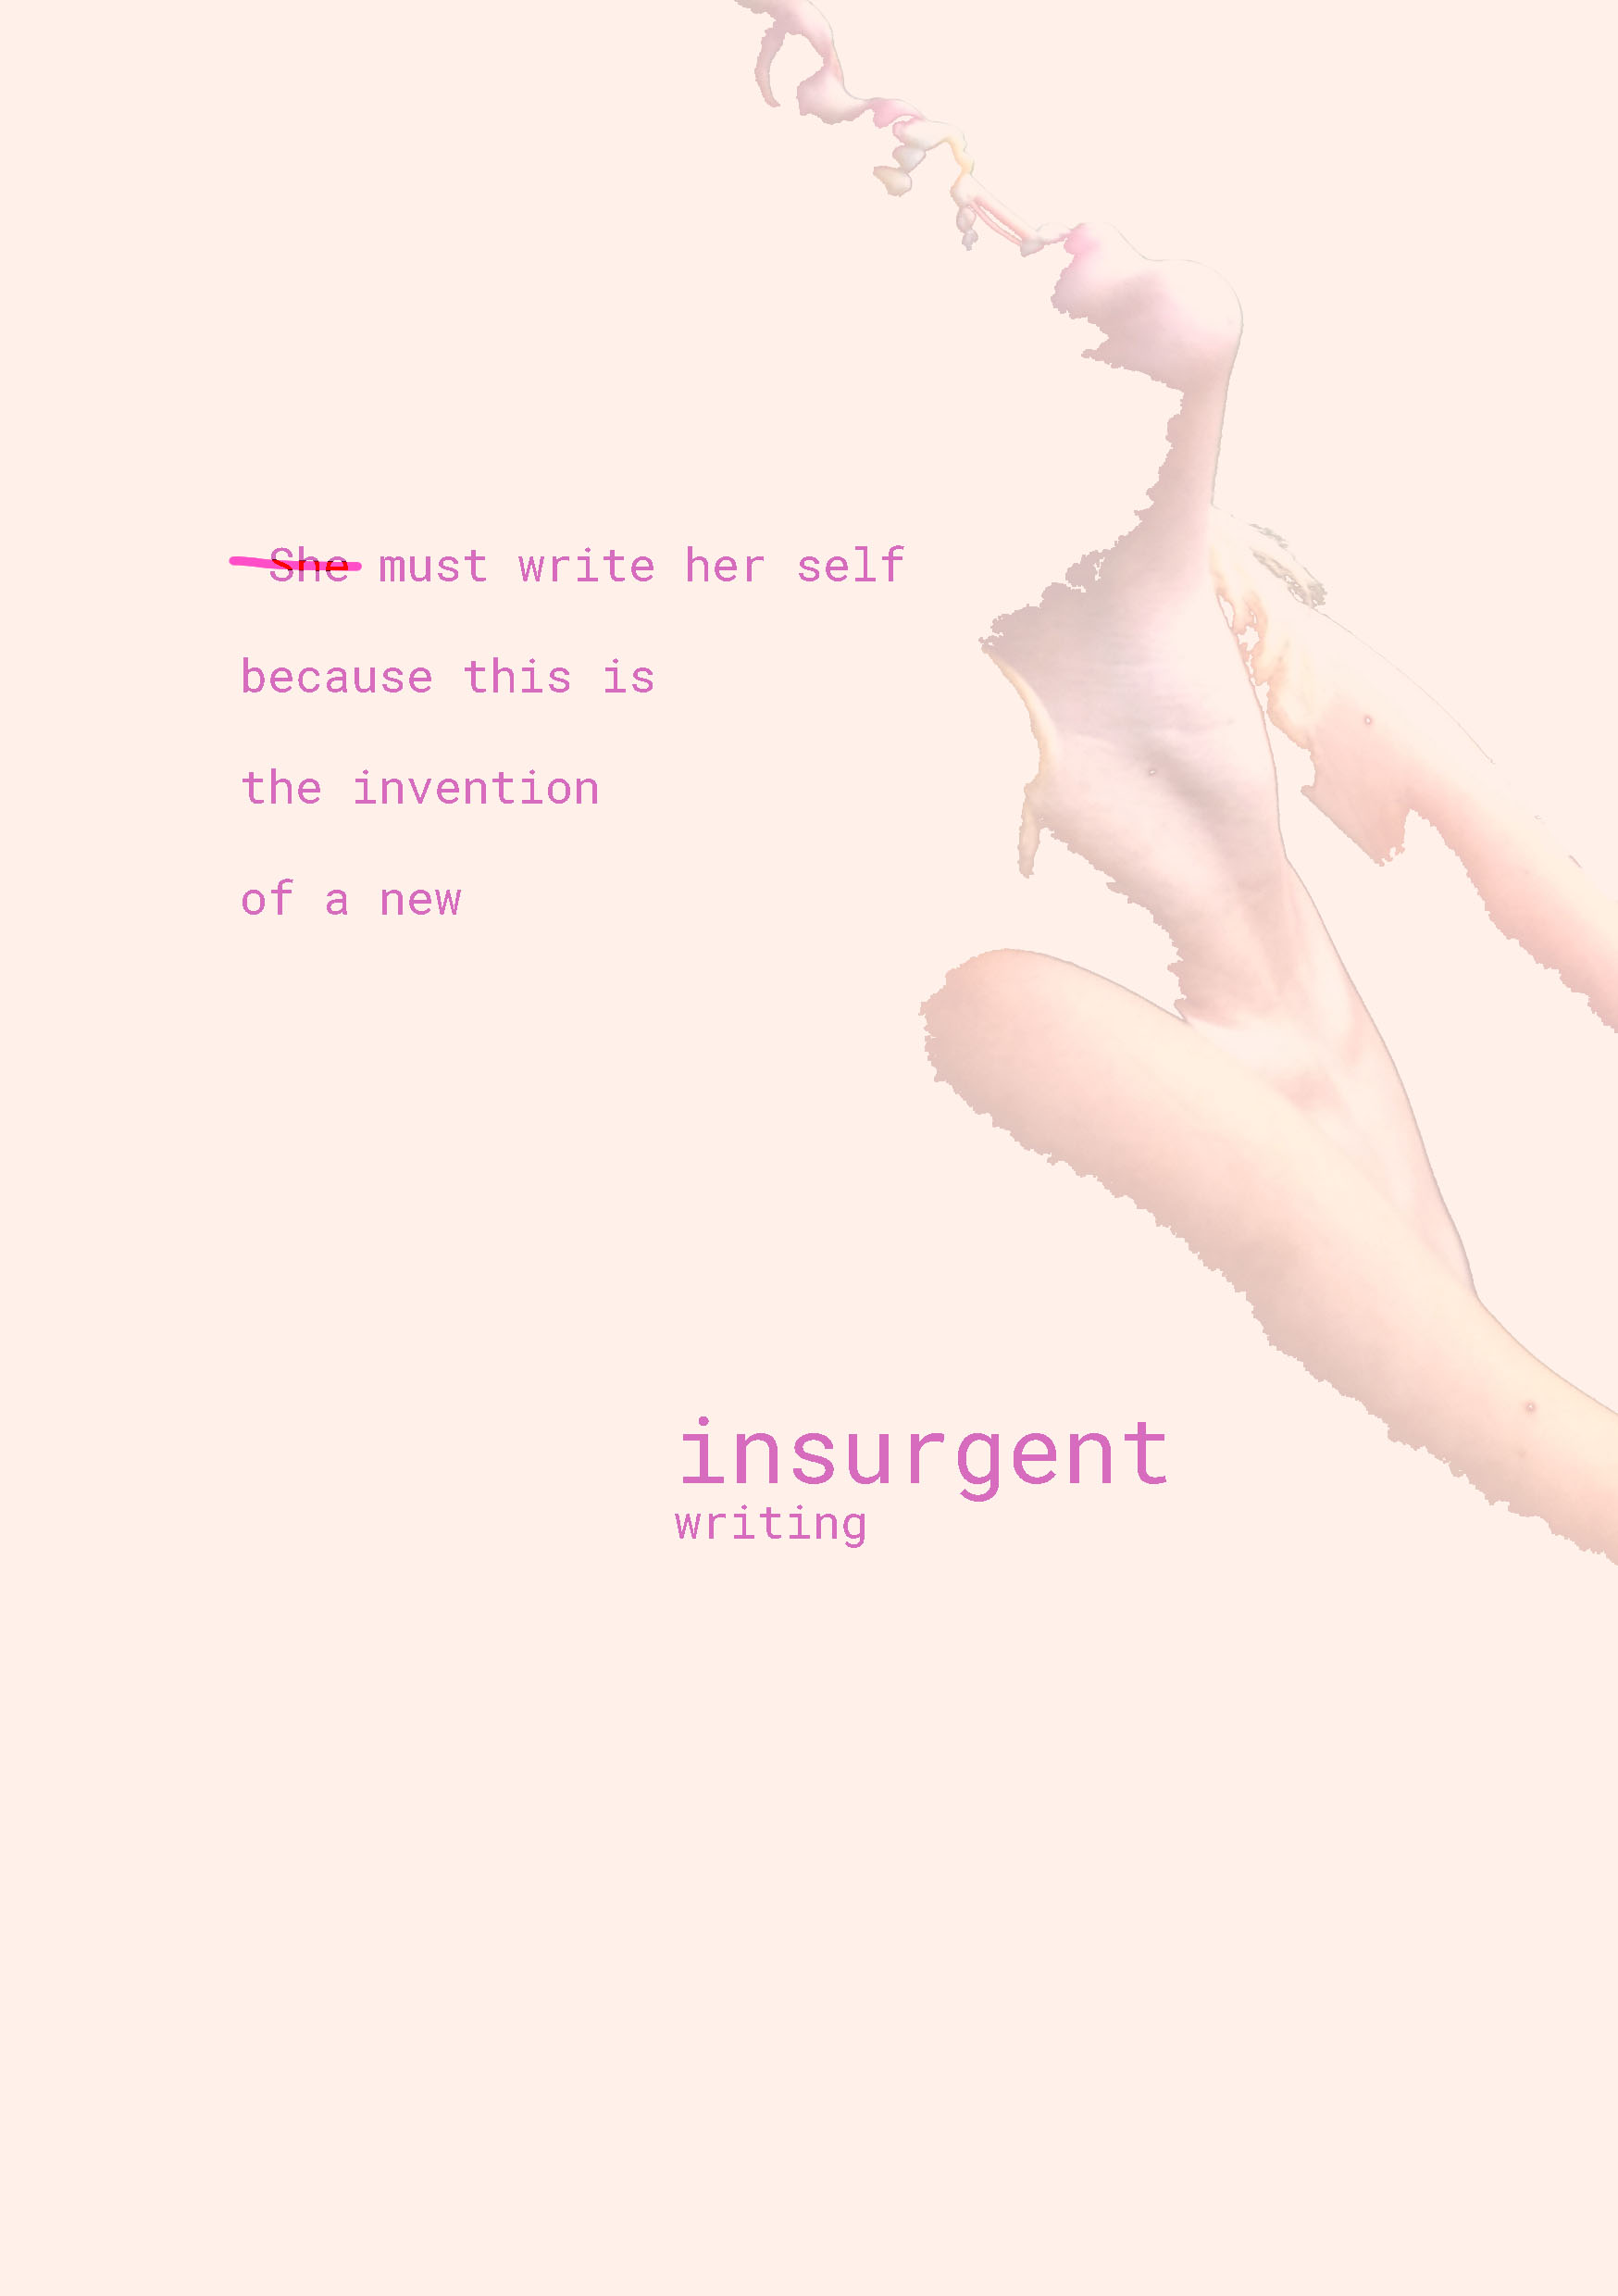 She must write her self
because this is
the invention
of a new
insurgent
writing